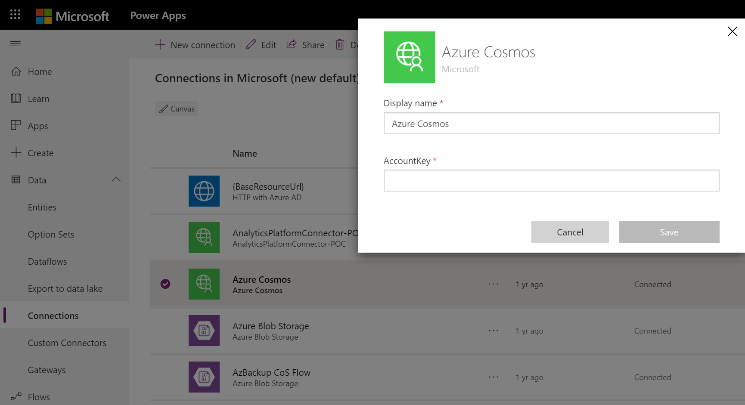 Microsoft Power Apps
New connection Edit Share De
Azure Cosmos
Microsoft
Display name *
Azure Cosmos
AccountKey *
Cancel Save
Home
Learn
Apps
Create
Data
Entities
Option Sets
Dataflows
Export to data lake
Connections
Custom Connectors
Gateways
Flows
Connections in Microsoft (new default)
Canvas
Name
{BaseResourceUrl}
HTTP with Azure AD
AnalyticsPlatformConnector-PO
AnalyticsPlatformConnector-POC
Azure Cosmos
Azure Cosmos
... 1 yr ago Connected
Azure Blob Storage
Azure Blob Storage
... 1 yr ago Connected
AzBackup CoS Flow
Azure Blob Storage
... 1 yr ago Connected